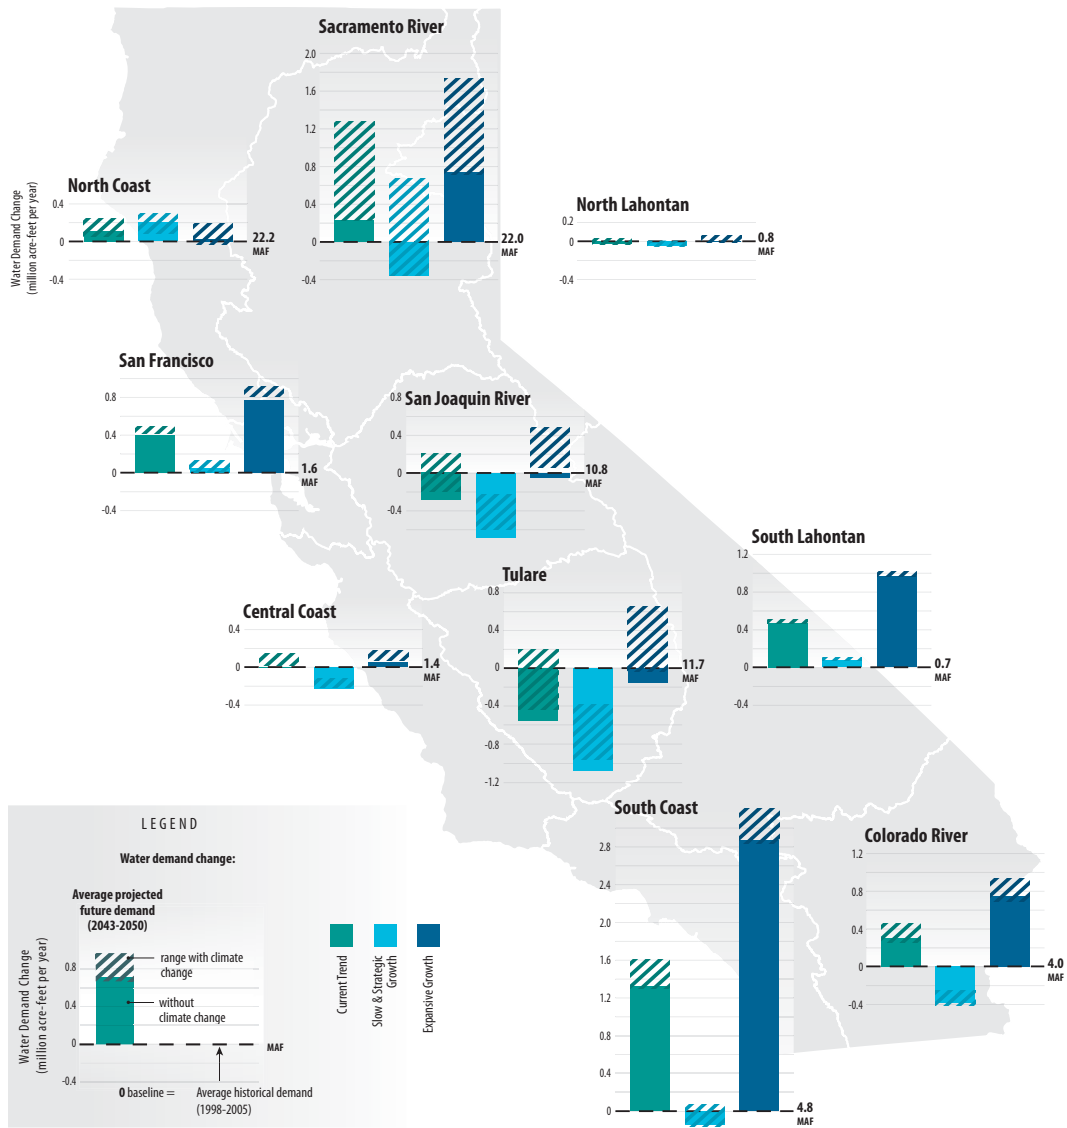 Sacramento River
2.0
1.6
1.2
0.8
0.4
0
-0.4
22.0
MAF
North Coast
Water Demand Change
(million acre-feet per year)
0.4
0
-0.4
22.2
MAF
North Lahontan
0.2
0
-0.4
0.8
MAF
San Francisco
0.8
0.4
0
-0.4
1.6
MAF
San Joaquin River
0.8
0.4
0
-0.4
10.8
MAF
South Lahontan
1.2
0.8
0.4
0
-0.4
0.7
MAF
Tulare
0.8
0.4
0
-0.4
-0.8
-1.2
11.7
MAF
Central Coast
0.4
0
-0.4
1.4
MAF
South Coast
2.8
2.4
2.0
1.6
1.2
0.8
0.4
0
4.8
MAF
Colorado River
1.2
0.8
0.4
0
-0.4
4.0
MAF
LEGEND
Water demand change:
Average projected
future demand
(2043-2050)
Water Demand Change
(million acre-feet per year)
0.8
0.4
0
-0.4
range with climate
change
without
climate change
MAF
0 baseline = Average historical demand
(1998-2005)
Current Trend
Slow & Strategic
Growth
Expansive Growth